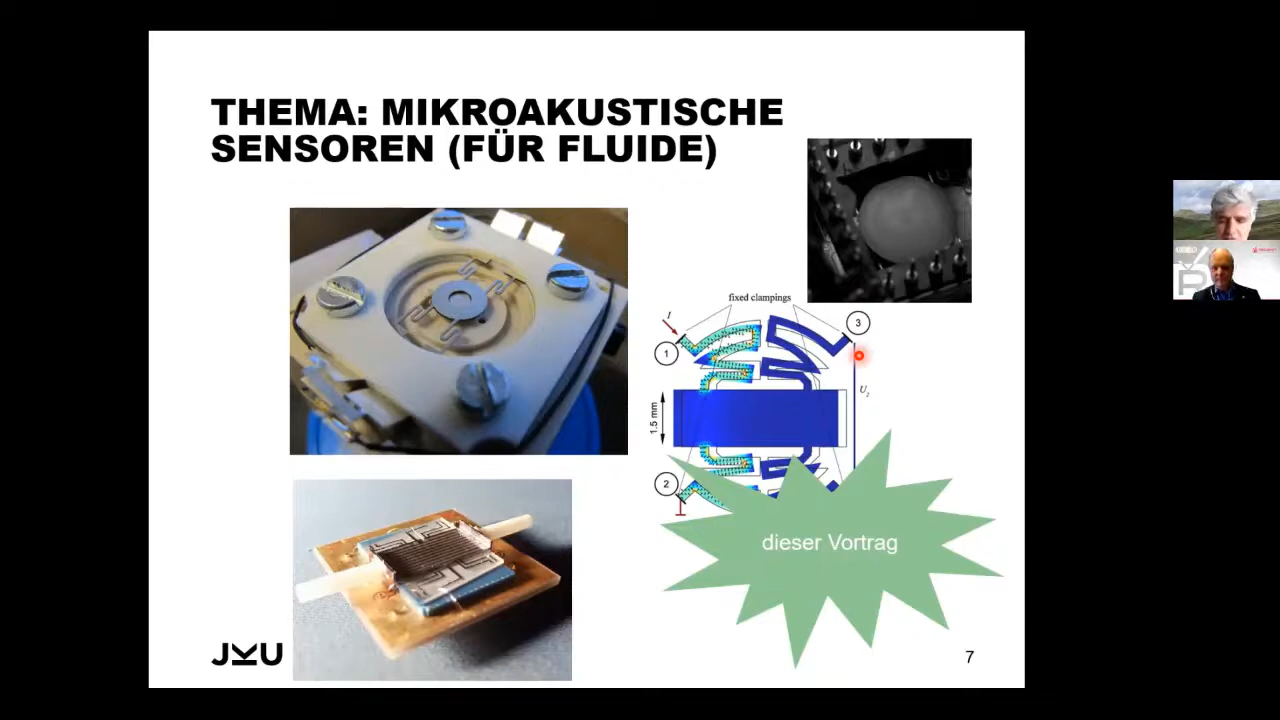 THEMA: MIKROAKUSTISCHE
SENSOREN (FÜR FLUIDE)
fixed clampings
I
1
3
U
1.5 mm
2
dieser Vortrag
JKU
7